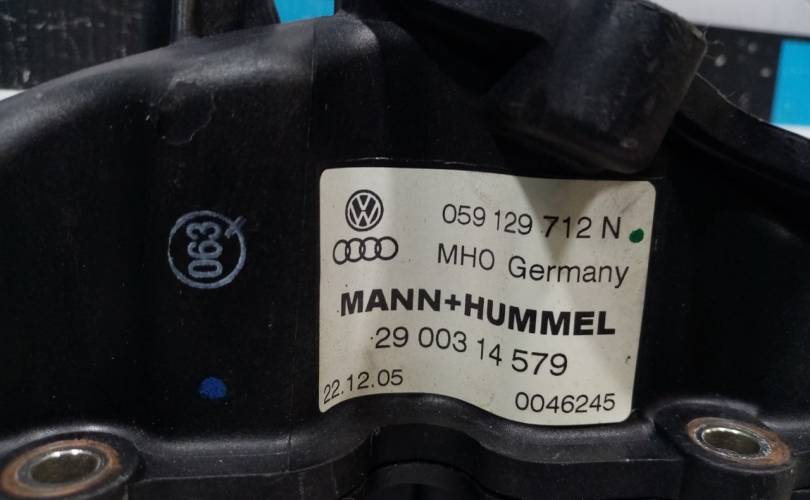 063
059 129 712 N
MHO Germany
MANN+HUMMEL
29 003 14 579
22.12.05
0046245